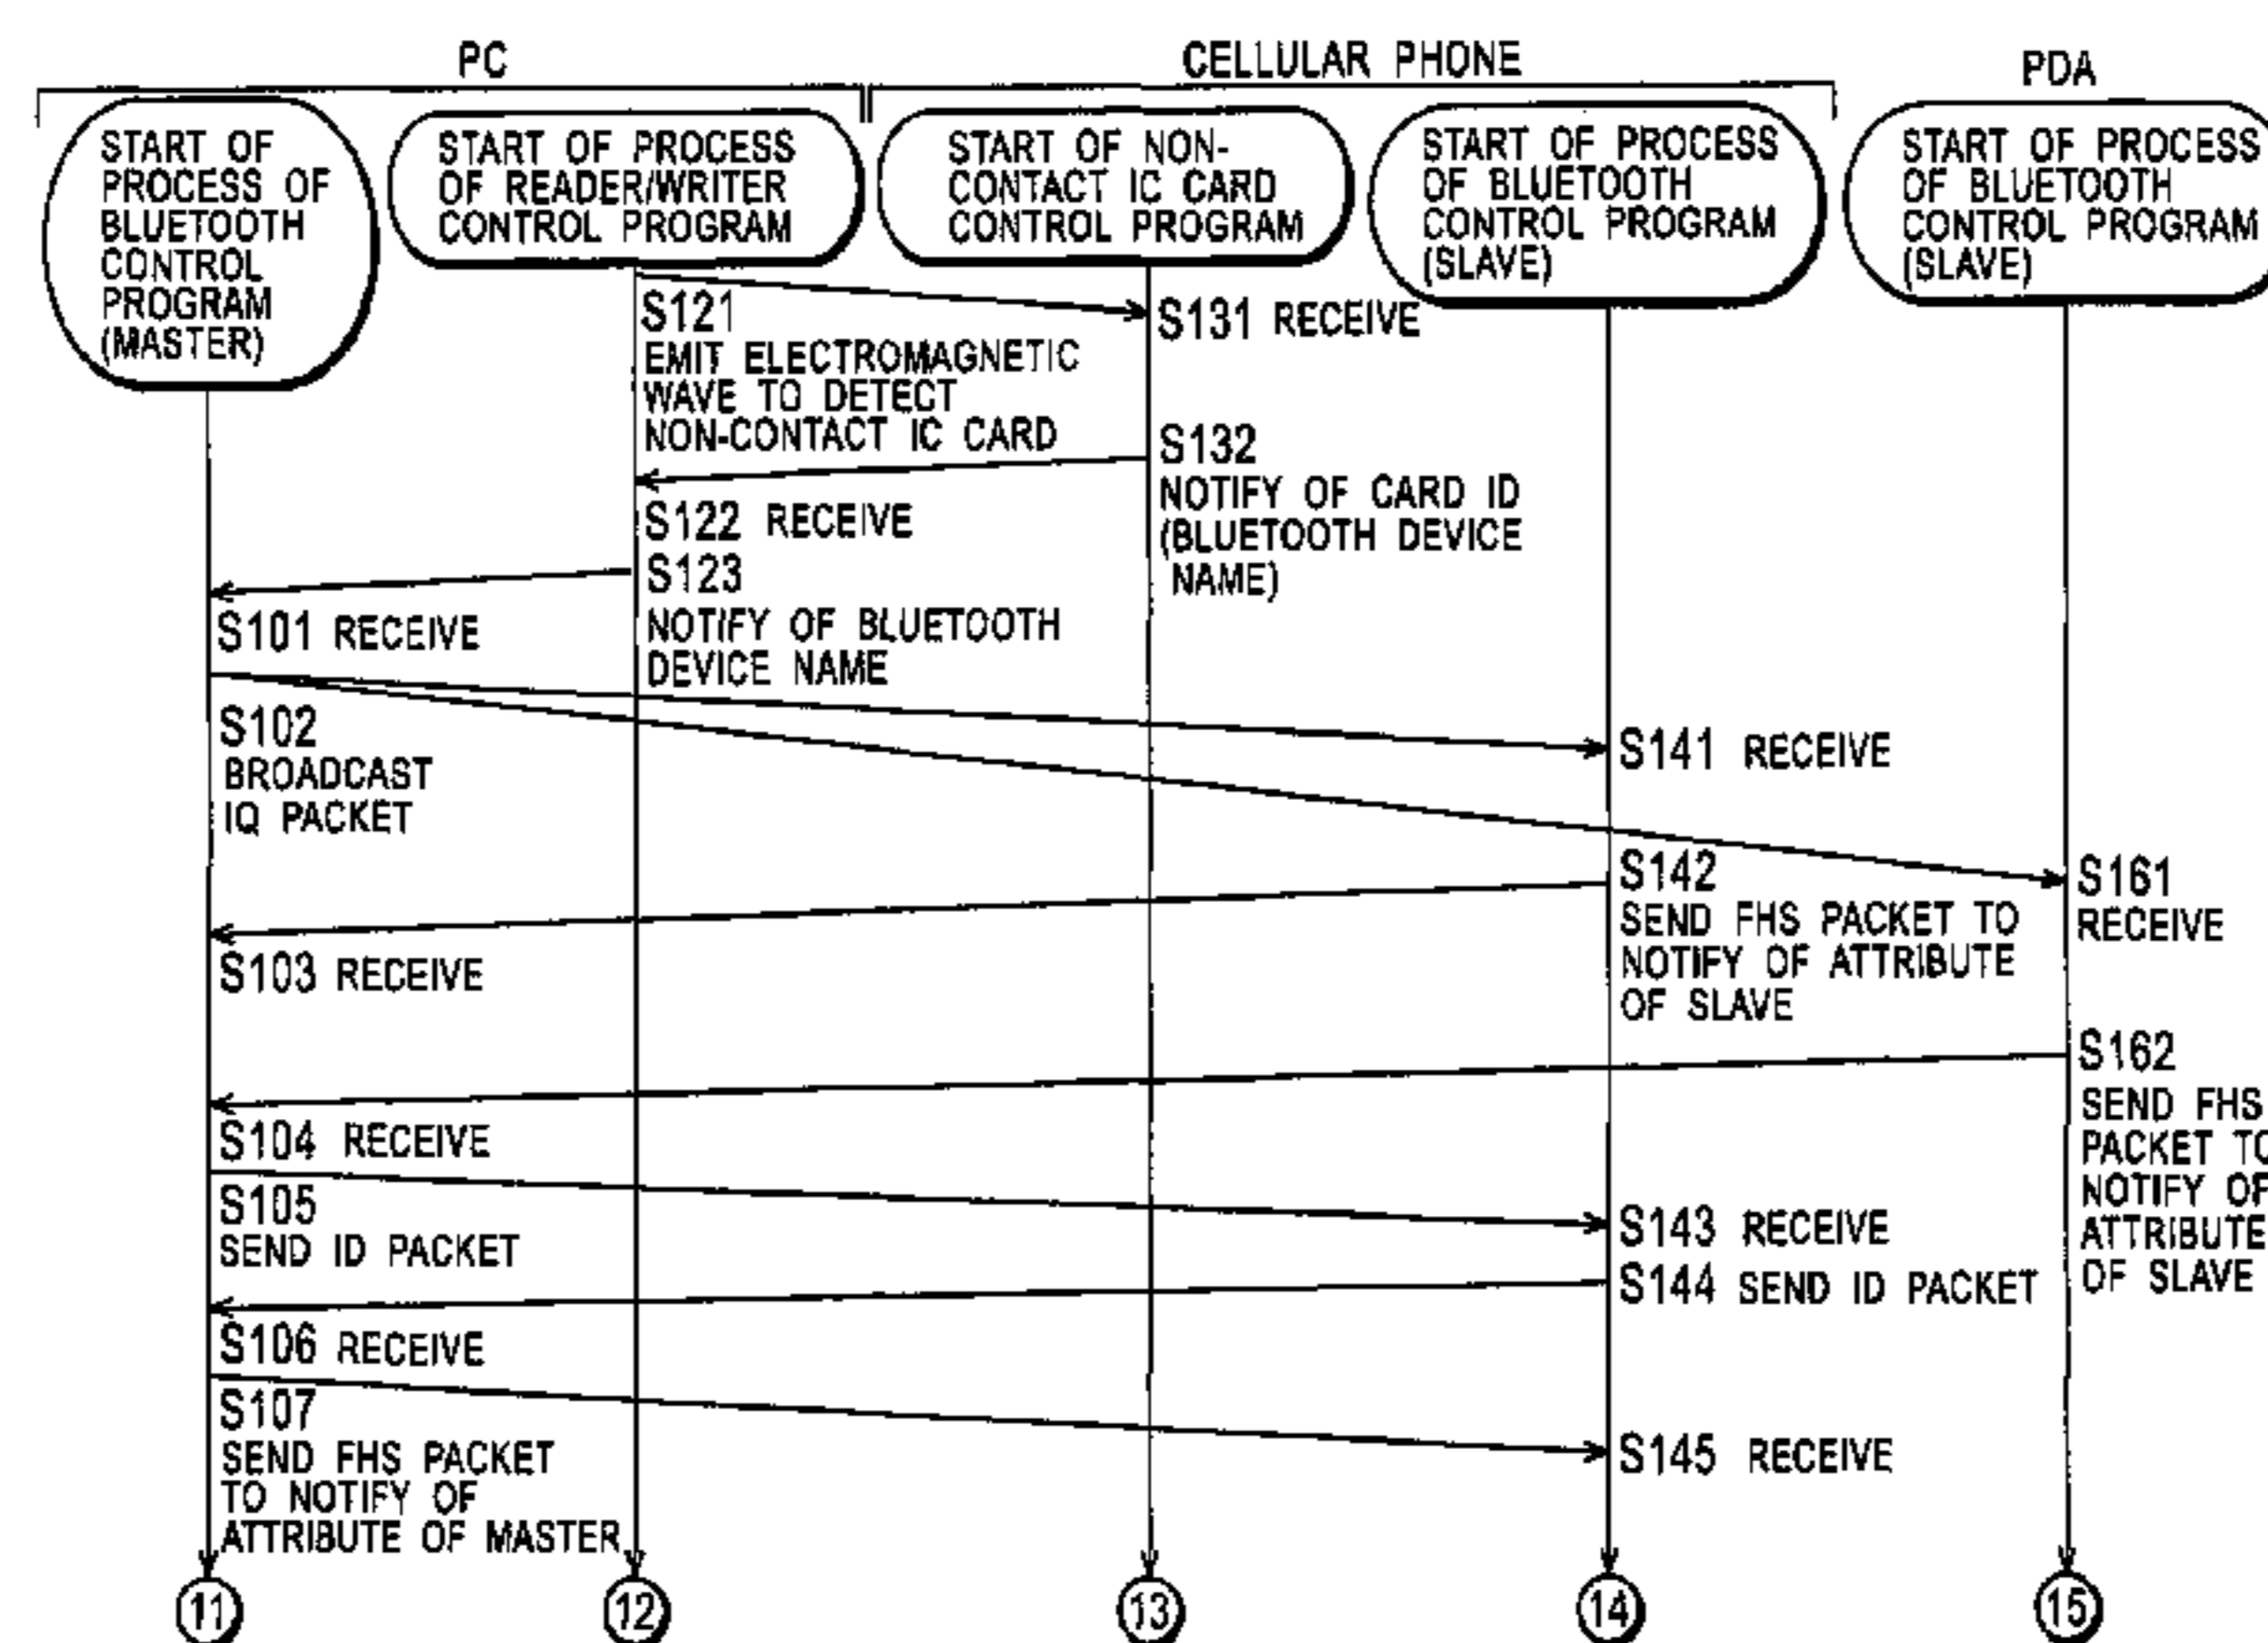 PC
CELLULAR PHONE
PDA
START OF
PROCESS OF
BLUETOOTH
CONTROL
PROGRAM
(MASTER)
START OF PROCESS
OF READER/WRITER
CONTROL PROGRAM
START OF NON-
CONTACT IC CARD
CONTROL PROGRAM
START OF PROCESS
OF BLUETOOTH
CONTROL PROGRAM
(SLAVE)
START OF PROCESS
OF BLUETOOTH
CONTROL PROGRAM
(SLAVE)
S121
EMIT ELECTROMAGNETIC
WAVE TO DETECT
NON-CONTACT IC CARD
S131 RECEIVE
S132
NOTIFY OF CARD ID
(BLUETOOTH DEVICE
NAME)
S122 RECEIVE
S123
NOTIFY OF BLUETOOTH
DEVICE NAME
S101 RECEIVE
S102
BROADCAST
IQ PACKET
S141 RECEIVE
S161
RECEIVE
S142
SEND FHS PACKET TO
NOTIFY OF ATTRIBUTE
OF SLAVE
S103 RECEIVE
S162
SEND FHS
PACKET TO
NOTIFY OF
ATTRIBUTE
OF SLAVE
S104 RECEIVE
S105
SEND ID PACKET
S143 RECEIVE
S144 SEND ID PACKET
S106 RECEIVE
S107
SEND FHS PACKET
TO NOTIFY OF
ATTRIBUTE OF MASTER
S145 RECEIVE
11
12
13
14
15